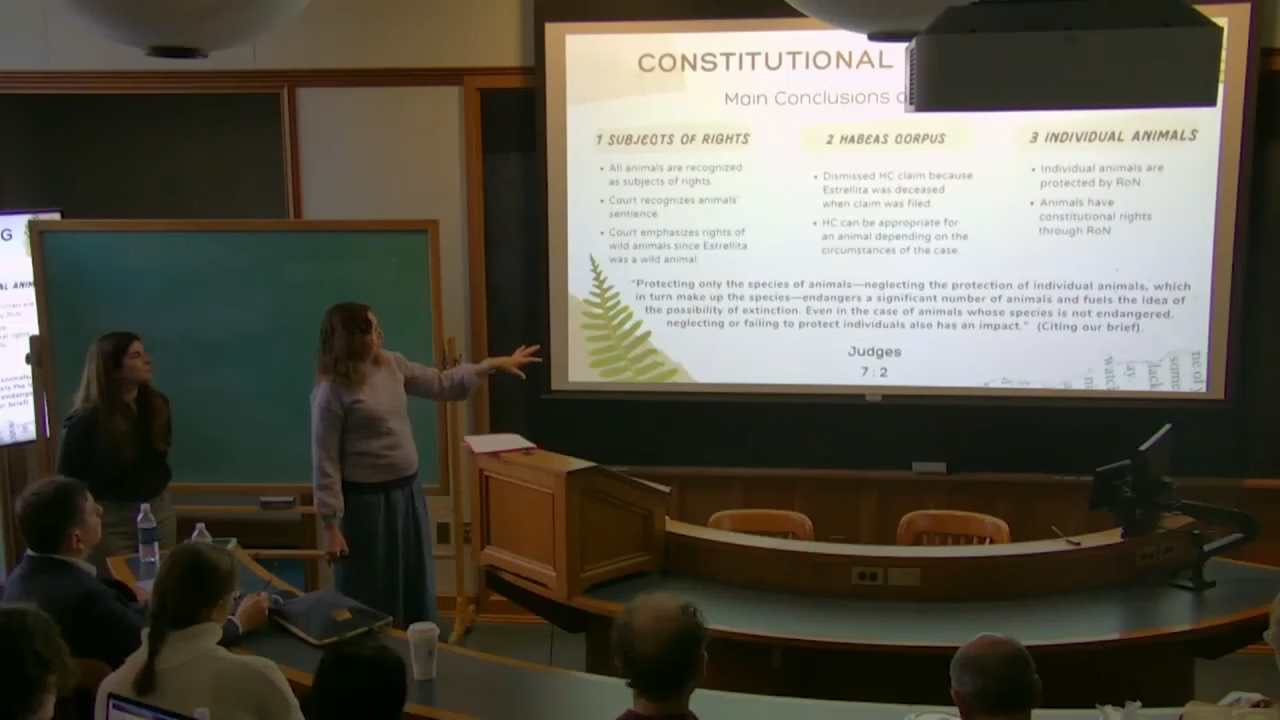 CONSTITUTIONAL
Main Conclusions
1 SUBJECTS OF RIGHTS
• All animals are recognized
as subjects of rights
• Court recognizes animals'
sentience.
• Court emphasizes rights of
wild animals since Estrellita
was a wild animal
2 HABEAS CORPUS
• Dismissed HC claim because
Estrellita was deceased
when claim was filed.
• HC can be appropriate for
an animal depending on the
circumstances of the case.
3 INDIVIDUAL ANIMALS
• Individual animals are
protected by RoN.
• Animals have
constitutional rights
through RoN
"Protecting only the species of animals—neglecting the protection of individual animals, which
in turn make up the species—endangers a significant number of animals and fuels the idea of
the possibility of extinction. Even in the case of animals whose species is not endangered,
neglecting or failing to protect individuals also has an impact." (Citing our brief).
Judges
7 : 2